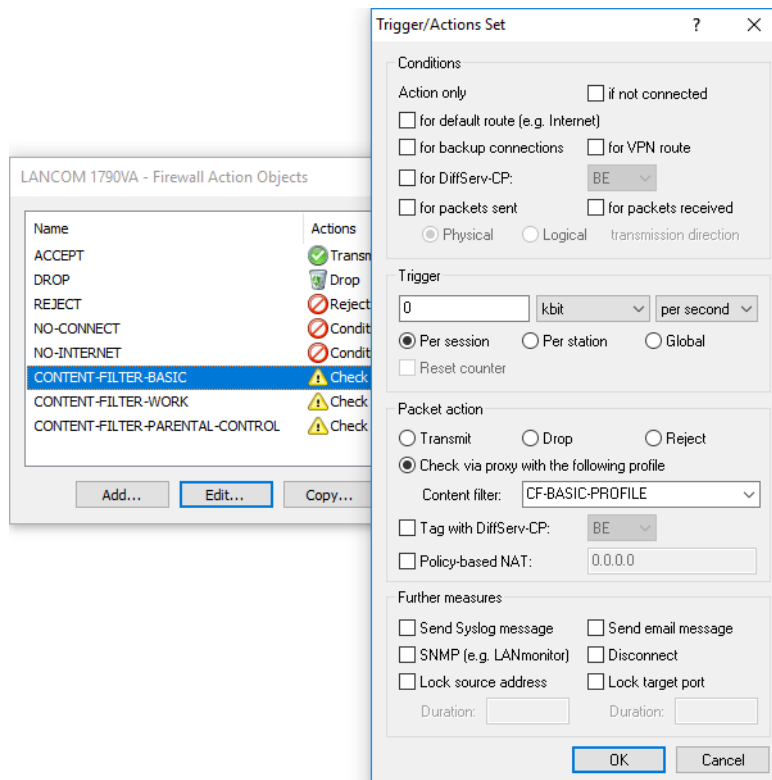 LANCOM 1790VA - Firewall Action Objects
Name Actions
ACCEPT Transm
DROP Drop
REJECT Reject
NO-CONNECT Condit
NO-INTERNET Condit
CONTENT-FILTER-BASIC Check
CONTENT-FILTER-WORK Check
CONTENT-FILTER-PARENTAL-CONTROL Check
Add... Edit... Copy...
Trigger/Actions Set ?
Conditions
Action only if not connected
for default route (e.g. Internet)
for backup connections for VPN route
for DiffServ-CP: BE
for packets sent for packets received
Physical Logical transmission direction
Trigger
0 kbit per second
Per session Per station Global
Reset counter
Packet action
Transmit Drop Reject
Check via proxy with the following profile
Content filter: CF-BASIC-PROFILE
Tag with DiffServ-CP: BE
Policy-based NAT: 0.0.0.0
Further measures
Send Syslog message Send email message
SNMP (e.g. LANmonitor) Disconnect
Lock source address Lock target port
Duration: Duration:
OK Cancel